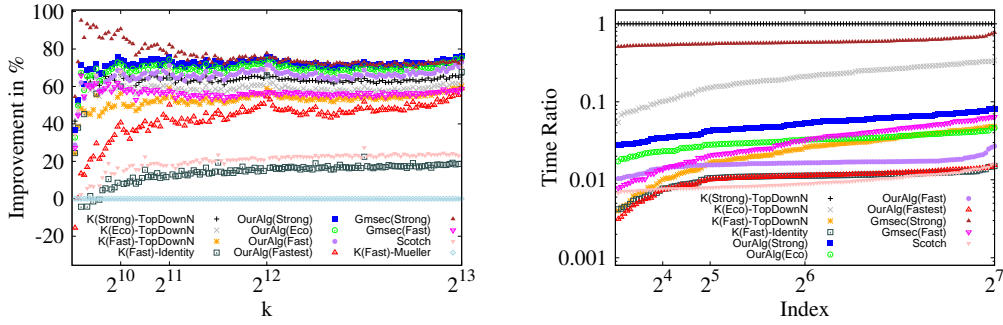 100
80
60
40
20
0
-20
Improvement in %
K(Strong)-TopDownN
K(Eco)-TopDownN
K(Fast)-TopDownN
K(Fast)-Identity
OurAlg(Strong)
OurAlg(Eco)
OurAlg(Fast)
OurAlg(Fastest)
Gmsec(Strong)
Gmsec(Fast)
Scotch
K(Fast)-Mueller
2^10
2^11
2^12
2^13
k
1
0.1
0.01
0.001
Time Ratio
K(Strong)-TopDownN
K(Eco)-TopDownN
K(Fast)-TopDownN
K(Fast)-Identity
OurAlg(Strong)
OurAlg(Eco)
OurAlg(Fast)
OurAlg(Fastest)
Gmsec(Strong)
Gmsec(Fast)
Scotch
2^4
2^5
2^6
2^7
Index